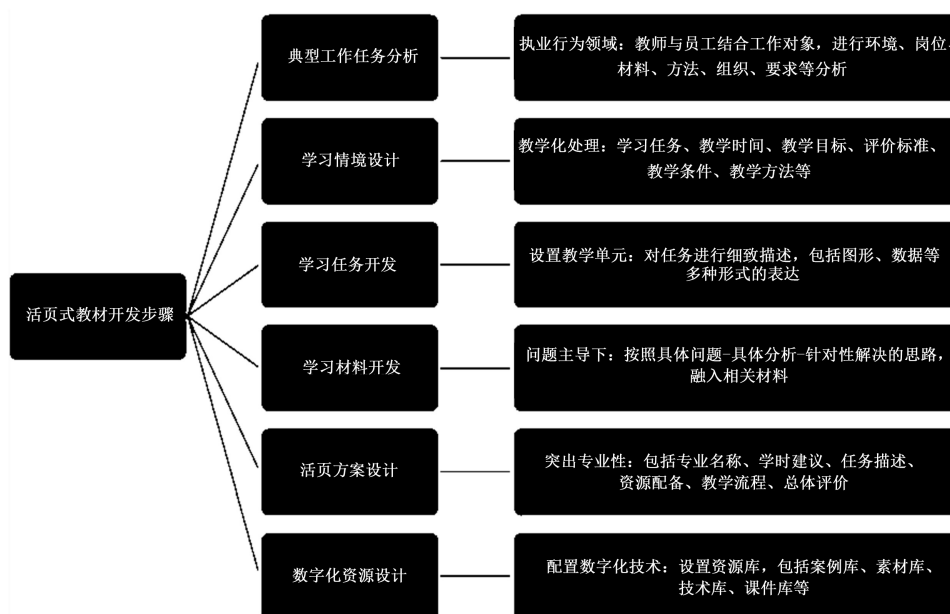 活页式教材开发步骤
典型工作任务分析
执业行为领域：教师与员工结合工作对象，进行环境、岗位、
材料、方法、组织、要求等分析
学习情境设计
教学化处理：学习任务、教学时间、教学目标、评价标准、
教学条件、教学方法等
学习任务开发
设置教学单元：对任务进行细致描述，包括图形、数据等
多种形式的表达
学习材料开发
问题主导下：按照具体问题-具体分析-针对性解决的思路，
融入相关材料
活页方案设计
突出专业性：包括专业名称、学时建议、任务描述、
资源配备、教学流程、总体评价
数字化资源设计
配置数字化技术：设置资源库，包括案例库、素材库、
技术库、课件库等